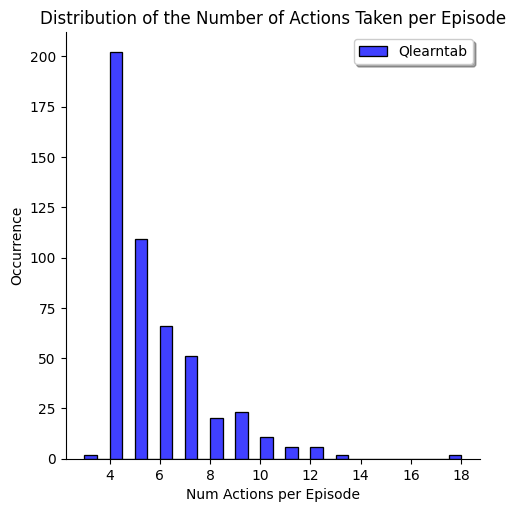 Distribution of the Number of Actions Taken per Episode
Qlearntab
200
175
150
125
100
75
50
25
0
Occurrence
4 6 8 10 12 14 16 18
Num Actions per Episode